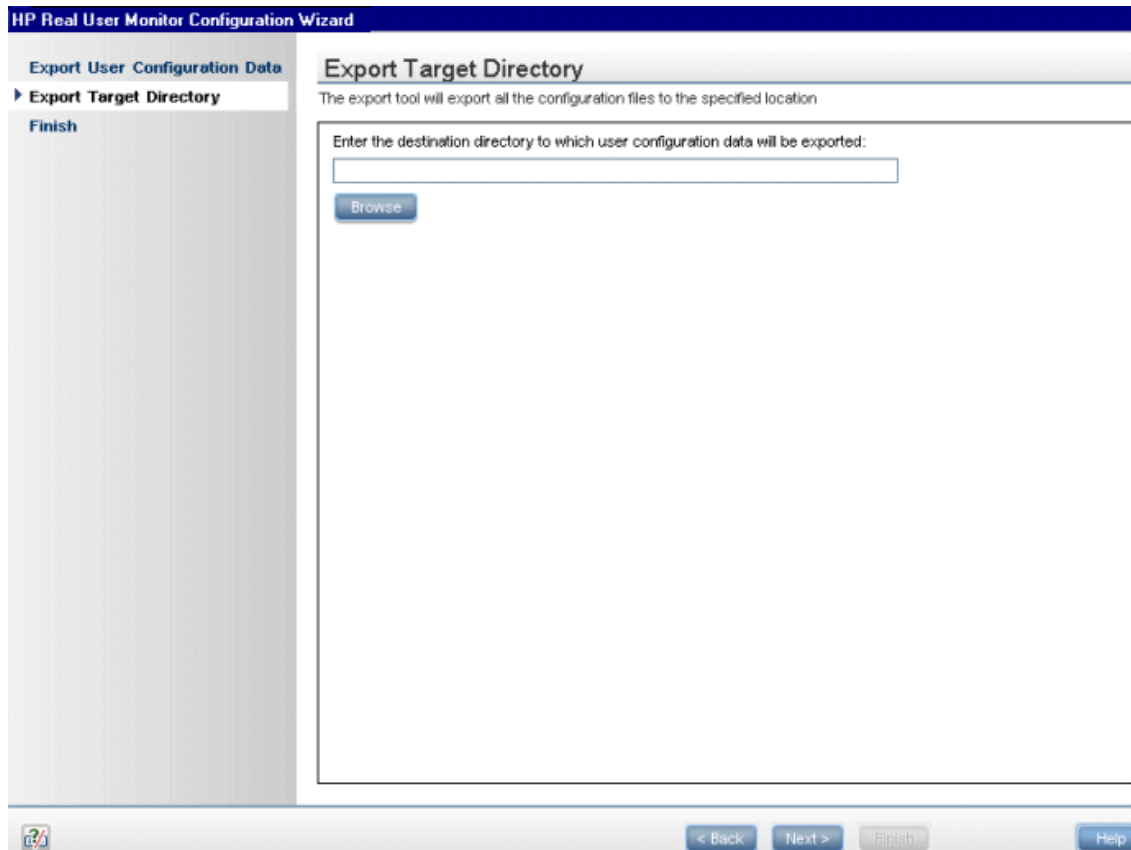 HP Real User Monitor Configuration Wizard
Export User Configuration Data
Export Target Directory
Finish
Export Target Directory
The export tool will export all the configuration files to the specified location
Enter the destination directory to which user configuration data will be exported:
Browse
< Back
Next >
Finish
Help